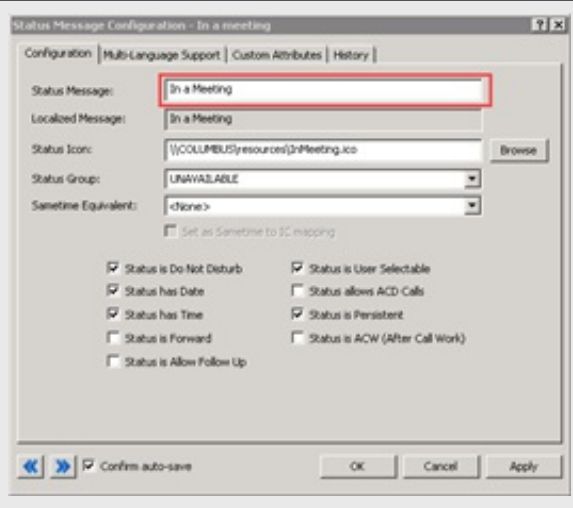 Status Message Configuration - In a meeting
Configuration Multi-Language Support Custom Attributes History
Status Message: In a Meeting
Localized Message: In a Meeting
Status Icon: \\COLUMBUS\resources\InMeeting.ico Browse
Status Group: UNAVAILABLE
Sametime Equivalent: <None>
Set as Sametime to IC mapping
Status is Do Not Disturb Status is User Selectable
Status has Date Status allows ACD Calls
Status has Time Status is Persistent
Status is Forward Status is ACW (After Call Work)
Status is Allow Follow Up
Confirm auto-save OK Cancel Apply